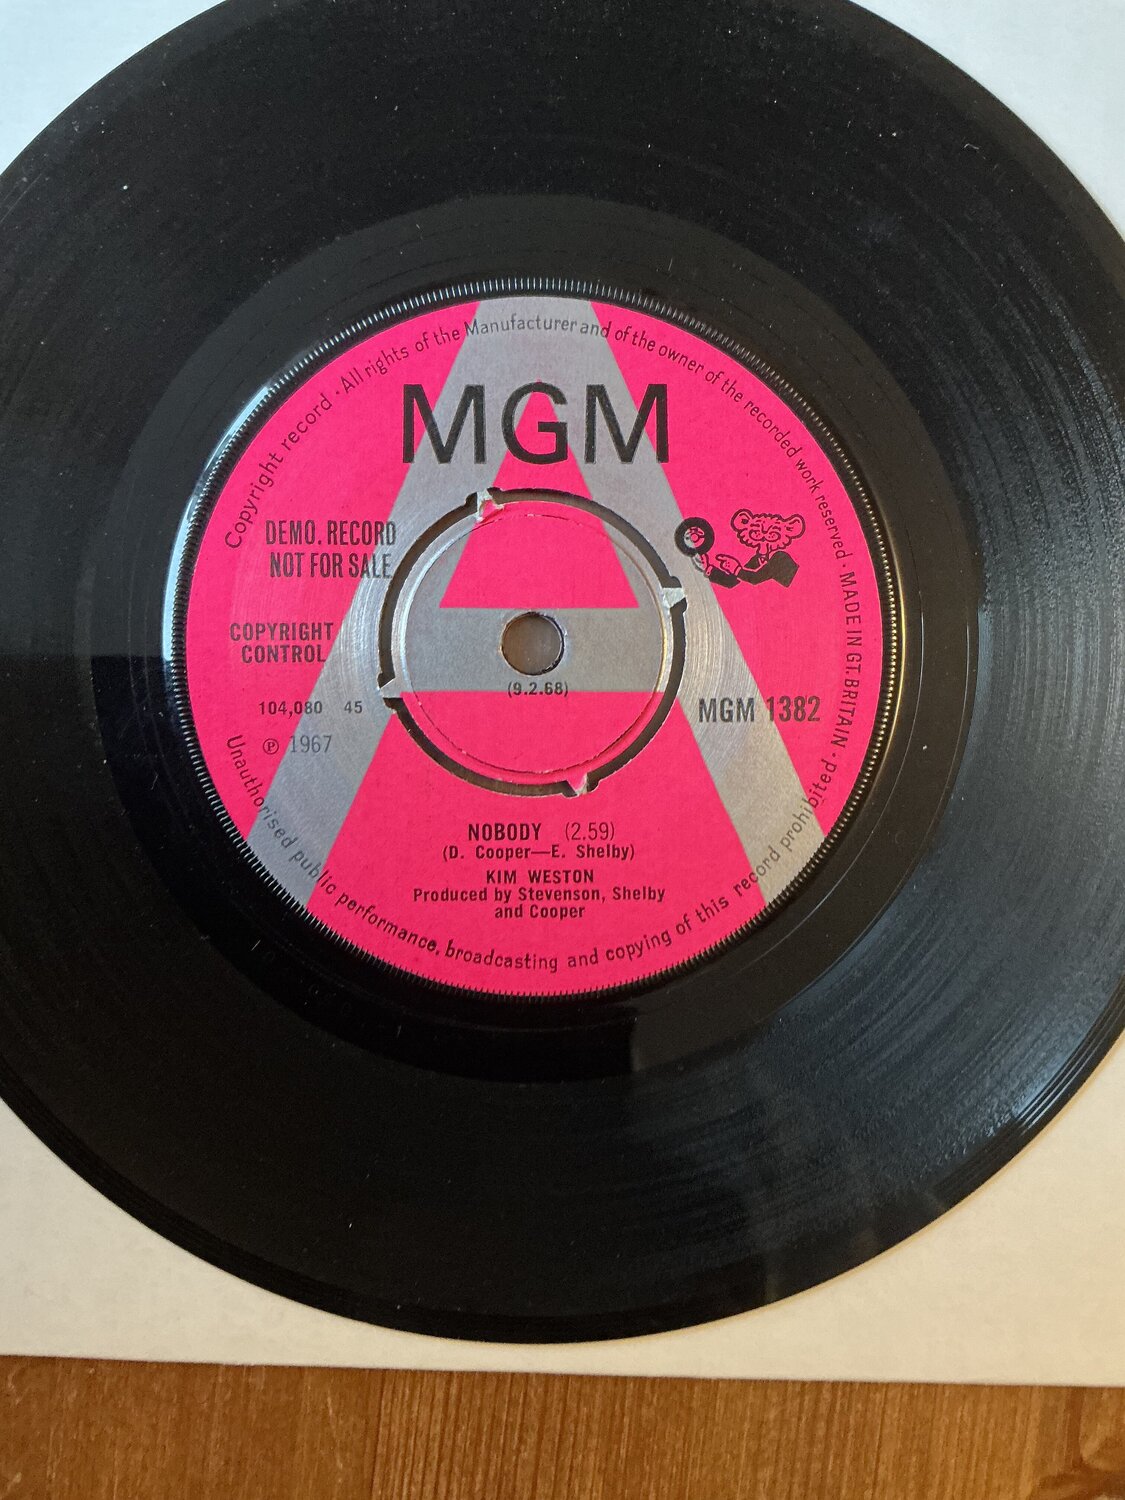 Copyright record · All rights of the Manufacturer and of the owner of the recorded work reserved · MADE IN GT. BRITAIN ·
MGM
DEMO. RECORD
NOT FOR SALE
COPYRIGHT
CONTROL
(9.2.68)
104,080 45
MGM 1382
℗ 1967
NOBODY (2.59)
(D. Cooper—E. Shelby)
KIM WESTON
Produced by Stevenson, Shelby
and Cooper
Unauthorised public performance, broadcasting and copying of this record prohibited ·